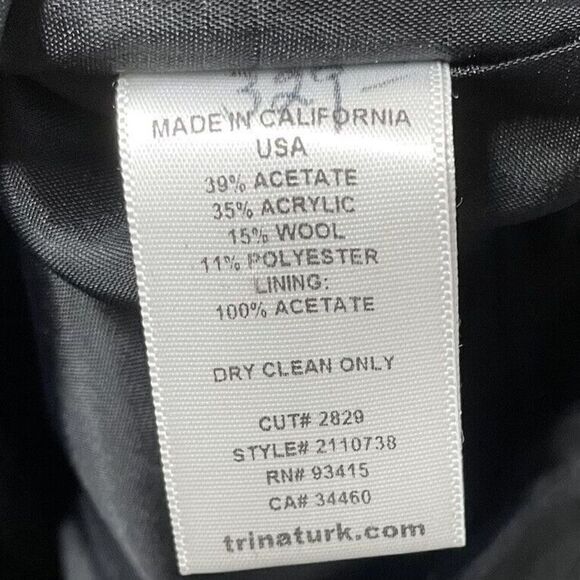 329-
MADE IN CALIFORNIA
USA
39% ACETATE
35% ACRYLIC
15% WOOL
11% POLYESTER
LINING:
100% ACETATE
DRY CLEAN ONLY
CUT# 2829
STYLE# 2110738
RN# 93415
CA# 34460
trinaturk.com